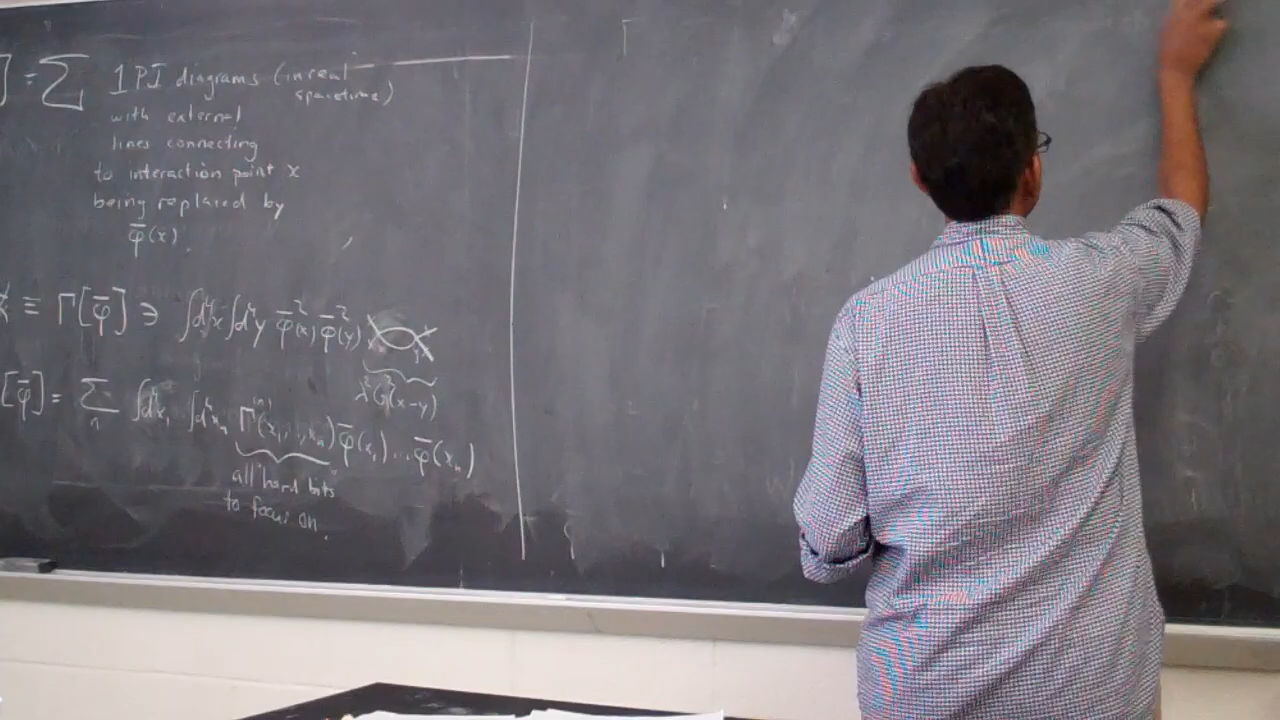 ] = ∑ 1PI diagrams (in real
spacetime)
with external
lines connecting
to interaction point x
being replaced by
φ̄(x).
≡ Γ[φ̄] ∋ ∫d⁴x∫d⁴y φ̄²(x) φ̄²(y)
x y
λ²G²(x-y)
[φ̄] = ∑ₙ ∫d⁴x₁ ∫d⁴xₙ Γ⁽ⁿ⁾(x₁,..,xₙ) φ̄(x₁)...φ̄(xₙ)
all hard bits
to focus on.